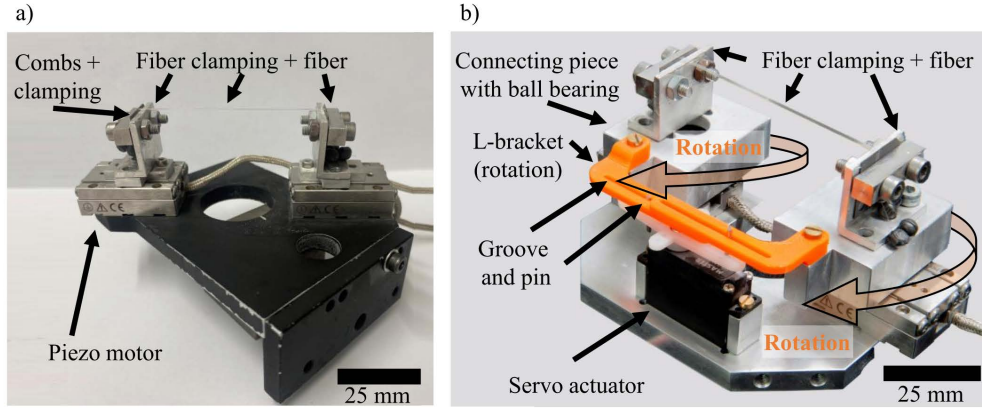 a)
Combs +
clamping
Fiber clamping + fiber
Piezo motor
25 mm
b)
Connecting piece
with ball bearing
Fiber clamping + fiber
L-bracket
(rotation)
Rotation
Groove
and pin
Rotation
Servo actuator
25 mm